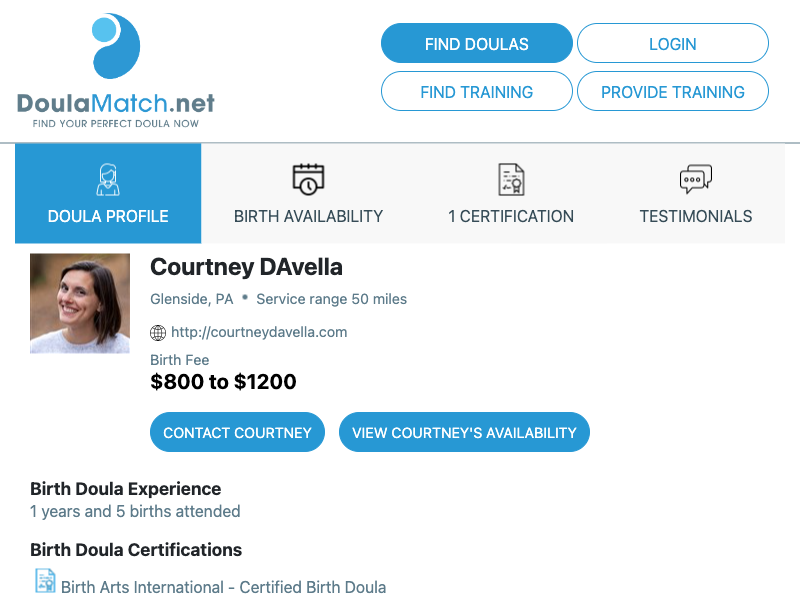 DoulaMatch.net
FIND YOUR PERFECT DOULA NOW
FIND DOULAS
LOGIN
FIND TRAINING
PROVIDE TRAINING
DOULA PROFILE
BIRTH AVAILABILITY
1 CERTIFICATION
TESTIMONIALS
Courtney DAvella
Glenside, PA • Service range 50 miles
http://courtneydavella.com
Birth Fee
$800 to $1200
CONTACT COURTNEY
VIEW COURTNEY'S AVAILABILITY
Birth Doula Experience
1 years and 5 births attended
Birth Doula Certifications
Birth Arts International - Certified Birth Doula